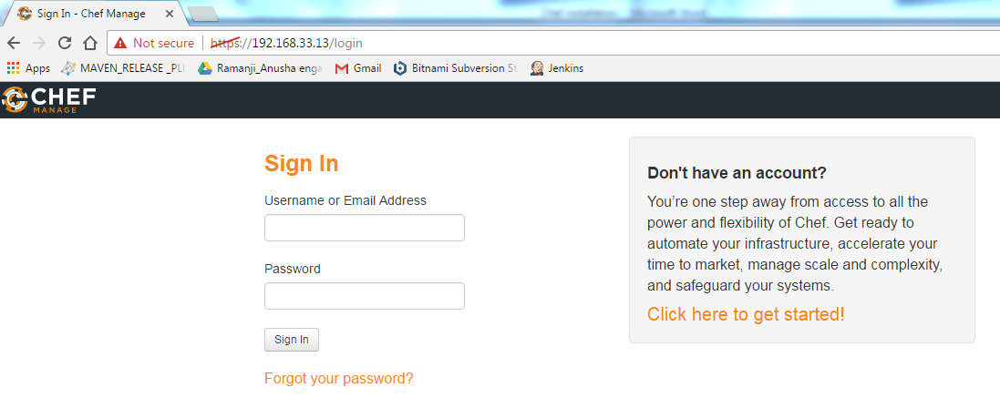 Sign In - Chef Manage
Not secure | https://192.168.33.13/login
Apps MAVEN_RELEASE _PL Ramanji_Anusha enga Gmail Bitnami Subversion St Jenkins
CHEF
MANAGE
Sign In
Username or Email Address
Password
Sign In
Forgot your password?
Don't have an account?
You’re one step away from access to all the
power and flexibility of Chef. Get ready to
automate your infrastructure, accelerate your
time to market, manage scale and complexity,
and safeguard your systems.
Click here to get started!